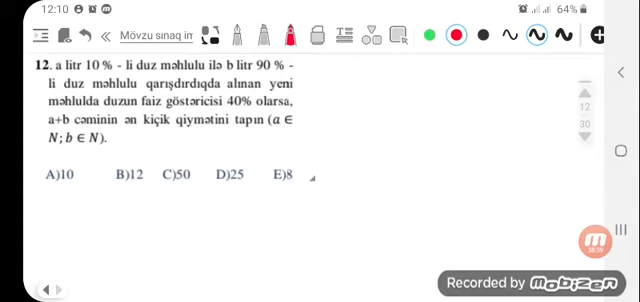 12:10 64%
Mövzu sınaq im
12. a litr 10 % - li duz məhlulu ilə b litr 90 % -
li duz məhlulu qarışdırdıqda alınan yeni
məhlulda duzun faiz göstəricisi 40% olarsa,
a+b cəminin ən kiçik qiymətini tapın (a ∈
N; b ∈ N).
A)10 B)12 C)50 D)25 E)8
12
30
Recorded by mobizen